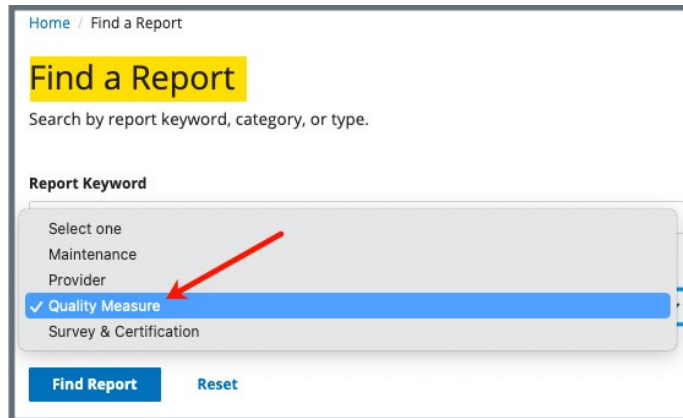 Home / Find a Report
Find a Report
Search by report keyword, category, or type.
Report Keyword
Select one
Maintenance
Provider
✓ Quality Measure
Survey & Certification
Find Report Reset